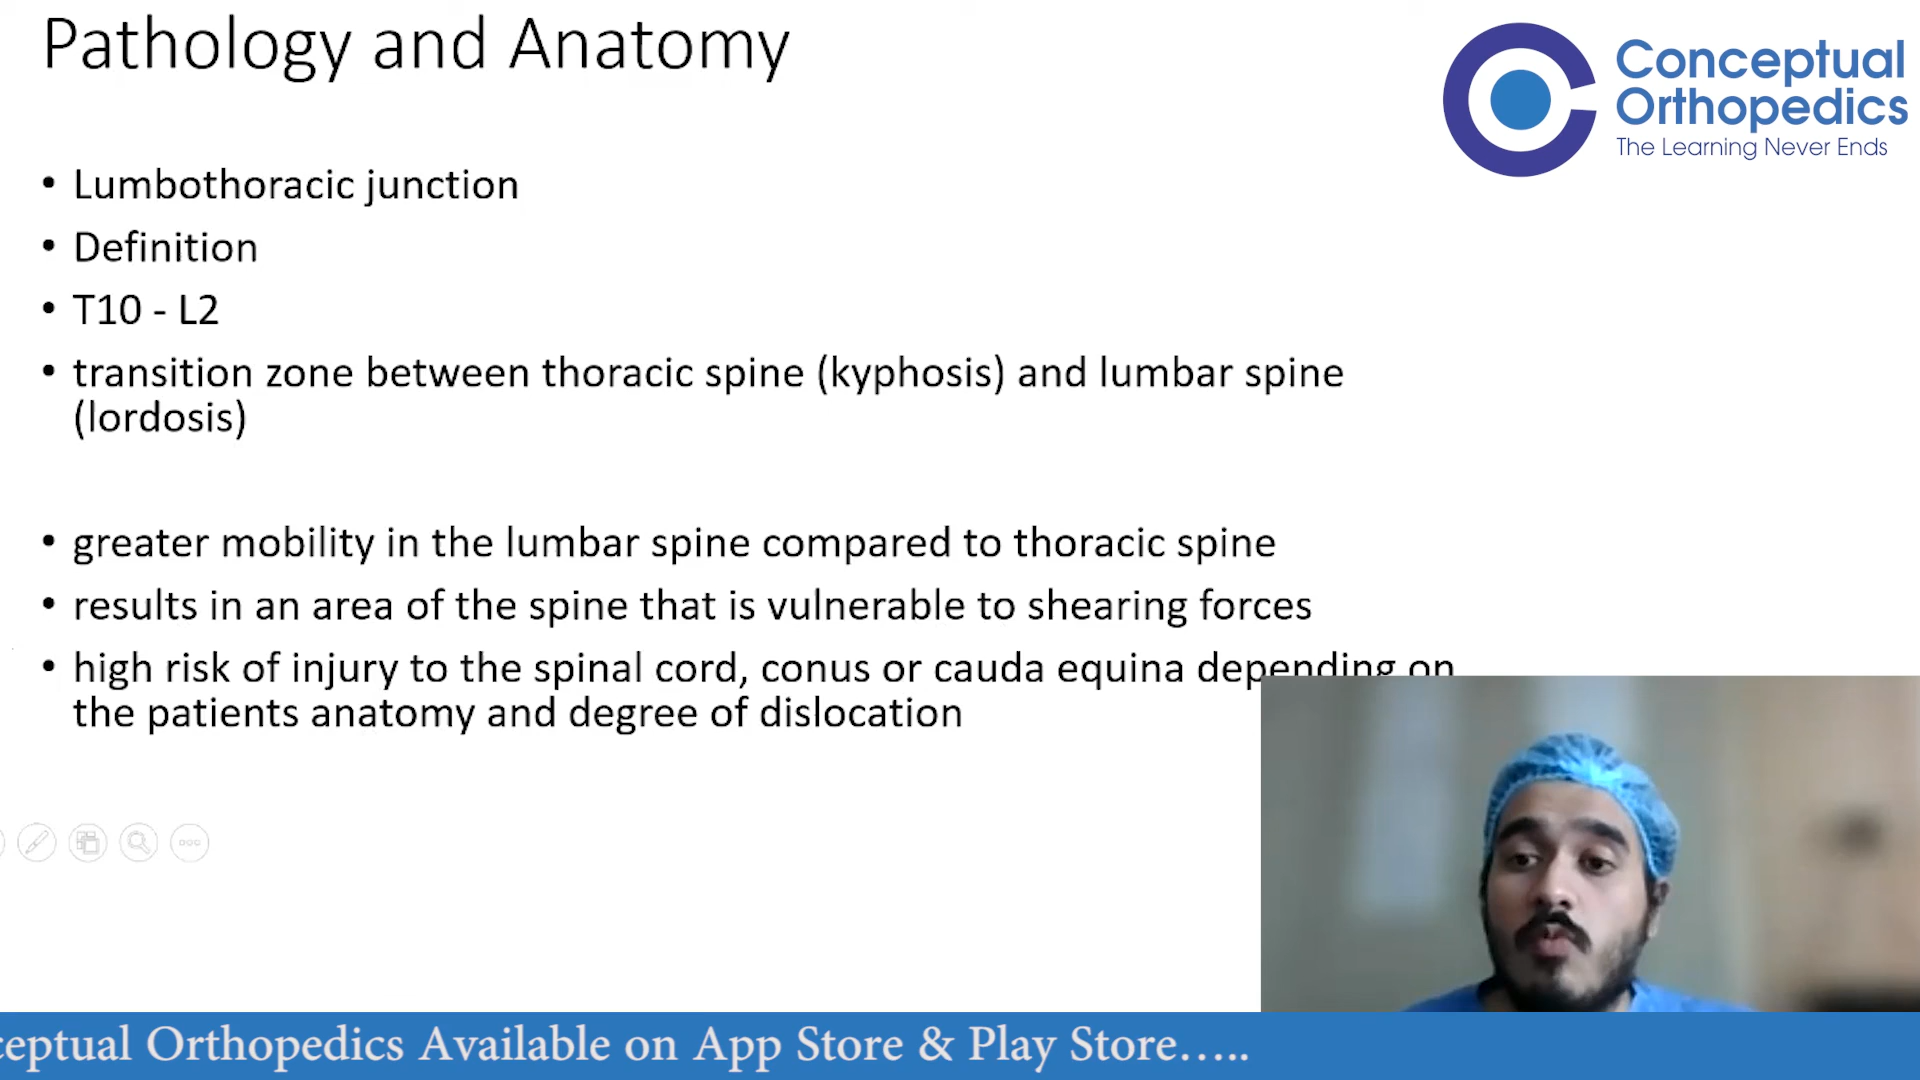 Pathology and Anatomy
Conceptual
Orthopedics
The Learning Never Ends
• Lumbothoracic junction
• Definition
• T10 - L2
• transition zone between thoracic spine (kyphosis) and lumbar spine
(lordosis)
• greater mobility in the lumbar spine compared to thoracic spine
• results in an area of the spine that is vulnerable to shearing forces
• high risk of injury to the spinal cord, conus or cauda equina depending on
the patients anatomy and degree of dislocation
ceptual Orthopedics Available on App Store & Play Store.....